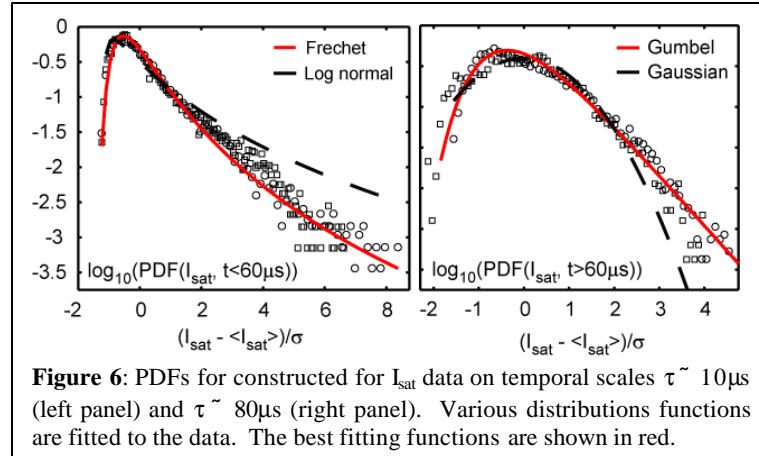 0
-0.5
-1
-1.5
-2
-2.5
-3
-3.5
Frechet
Log normal
log10(PDF(Isat, t<60μs))
-2 0 2 4 6 8
(Isat - <Isat>)/σ
Gumbel
Gaussian
log10(PDF(Isat, t>60μs))
-2 -1 0 1 2 3 4
(Isat - <Isat>)/σ
Figure 6: PDFs for constructed for Isat data on temporal scales τ ~ 10μs
(left panel) and τ ~ 80μs (right panel). Various distributions functions
are fitted to the data. The best fitting functions are shown in red.